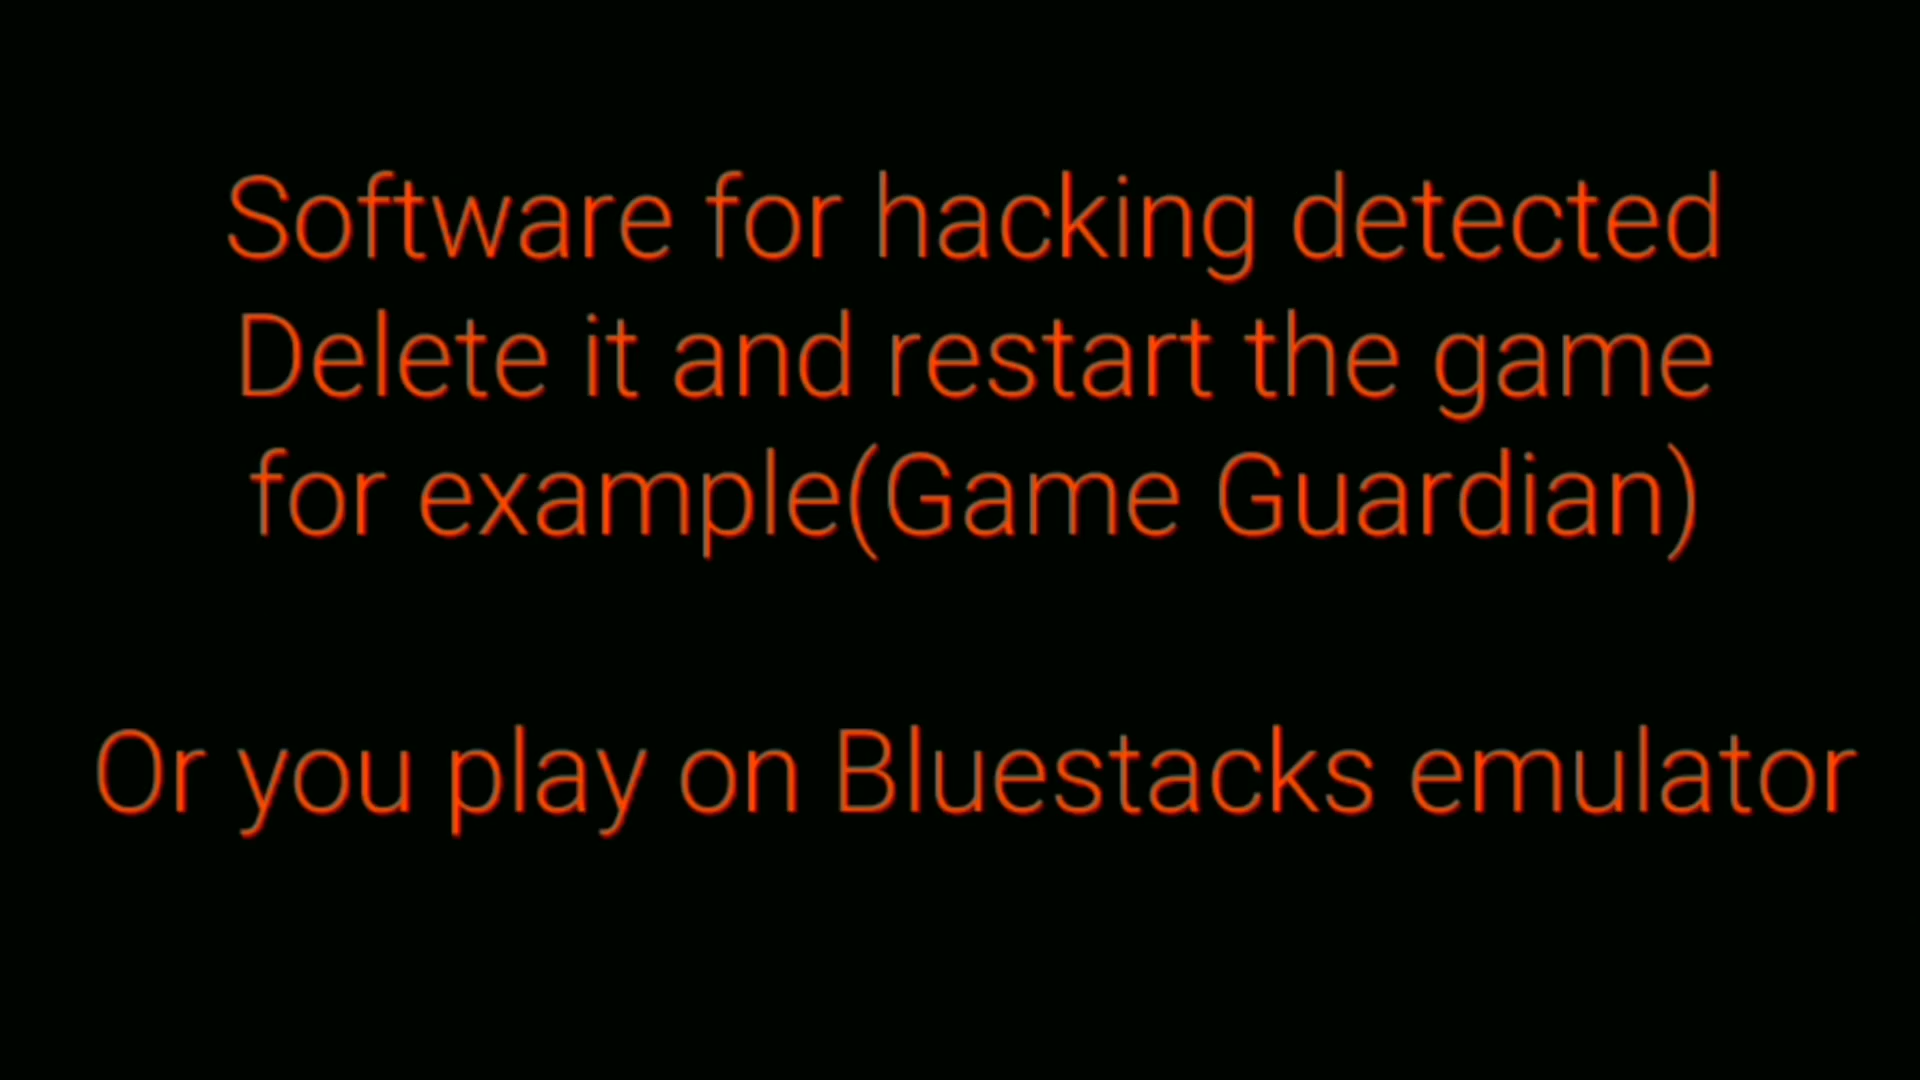 Software for hacking detected
Delete it and restart the game
for example(Game Guardian)
Or you play on Bluestacks emulator